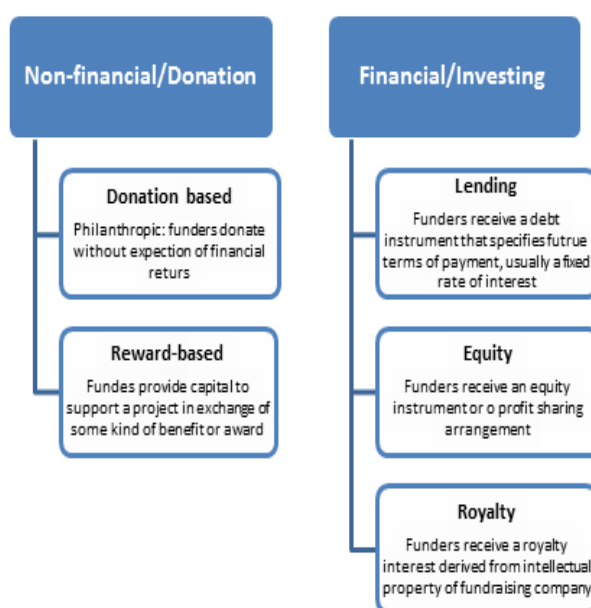 Non-financial/Donation
Donation based
Philanthropic: funders donate
without expection of financial
returs
Reward-based
Fundes provide capital to
support a project in exchange of
some kind of benefit or award
Financial/Investing
Lending
Funders receive a debt
instrument that specifies futrue
terms of payment, usually a fixed
rate of interest
Equity
Funders receive an equity
instrument or o profit sharing
arrangement
Royalty
Funders receive a royalty
interest derived from intellectual
property of fundraising company